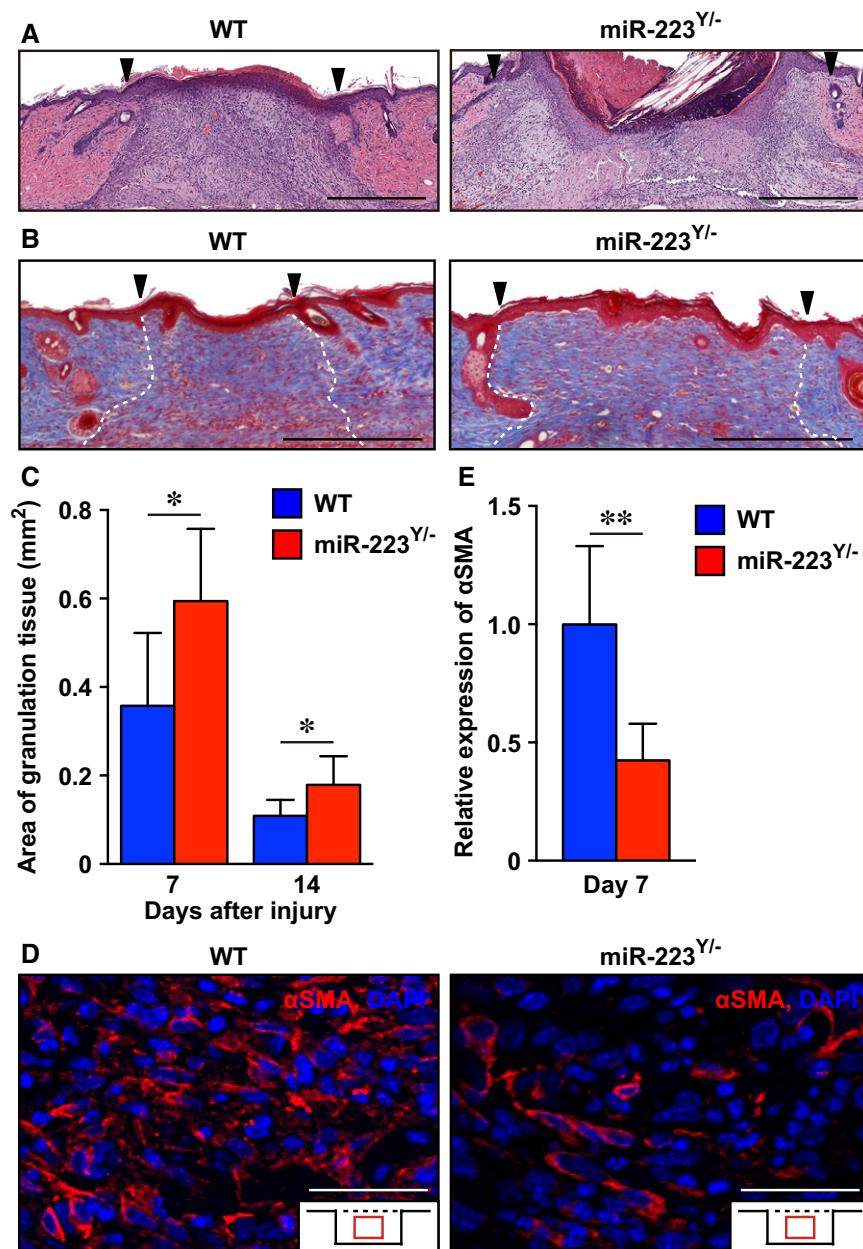 A
WT
miR-223Y/-
B
WT
miR-223Y/-
C
Area of granulation tissue (mm2)
0.8
0.6
0.4
0.2
0
*
*
WT
miR-223Y/-
7
14
Days after injury
E
Relative expression of αSMA
1.5
1.0
0.5
0
**
WT
miR-223Y/-
Day 7
D
WT
miR-223Y/-
αSMA, DAPI
αSMA, DAPI